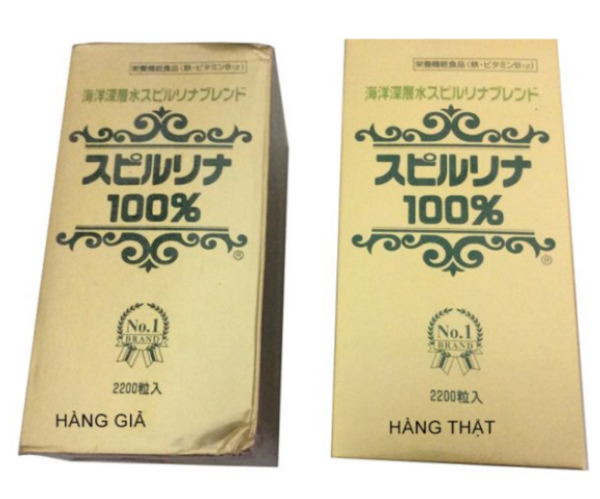 栄養機能食品(鉄・ビタミンB12)
海洋深層水スピルリナブレンド
スピルリナ
100%
®
No.1
BRAND
2200粒入
HÀNG GIẢ
栄養機能食品(鉄・ビタミンB12)
海洋深層水スピルリナブレンド
スピルリナ
100%
®
No.1
BRAND
2200粒入
HÀNG THẬT